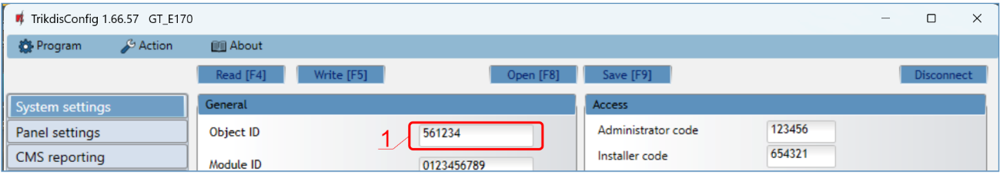 TrikdisConfig 1.66.57 GT_E170
Program Action About
Read [F4] Write [F5] Open [F8] Save [F9] Disconnect
System settings
Panel settings
CMS reporting
General
Object ID 561234
1
Module ID 0123456789
Access
Administrator code 123456
Installer code 654321